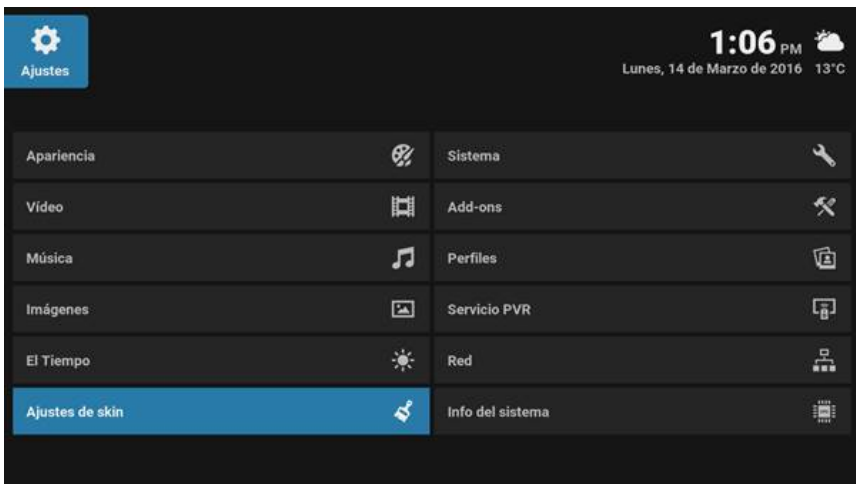 Ajustes
1:06 PM
Lunes, 14 de Marzo de 2016 13°C
Apariencia
Sistema
Vídeo
Add-ons
Música
Perfiles
Imágenes
Servicio PVR
El Tiempo
Red
Ajustes de skin
Info del sistema